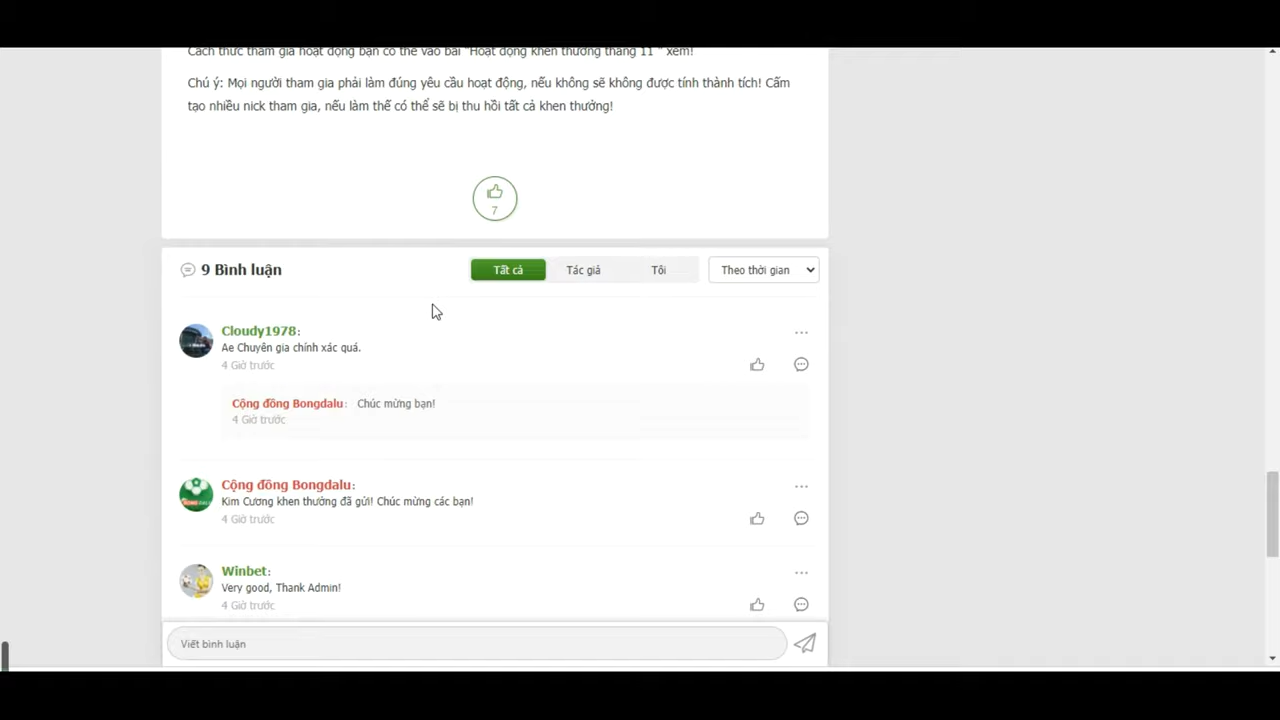 Cách thức tham gia hoạt động bạn có thể vào bài "Hoạt động khen thưởng tháng 11 " xem!
Chú ý: Mọi người tham gia phải làm đúng yêu cầu hoạt động, nếu không sẽ không được tính thành tích! Cấm
tạo nhiều nick tham gia, nếu làm thế có thể sẽ bị thu hồi tất cả khen thưởng!
7
9 Bình luận
Tất cả
Tác giả
Tôi
Theo thời gian
Cloudy1978:
Ae Chuyên gia chính xác quá.
4 Giờ trước
Cộng đồng Bongdalu: Chúc mừng bạn!
4 Giờ trước
Cộng đồng Bongdalu:
Kim Cương khen thưởng đã gửi! Chúc mừng các bạn!
4 Giờ trước
Winbet:
Very good, Thank Admin!
4 Giờ trước
Viết bình luận